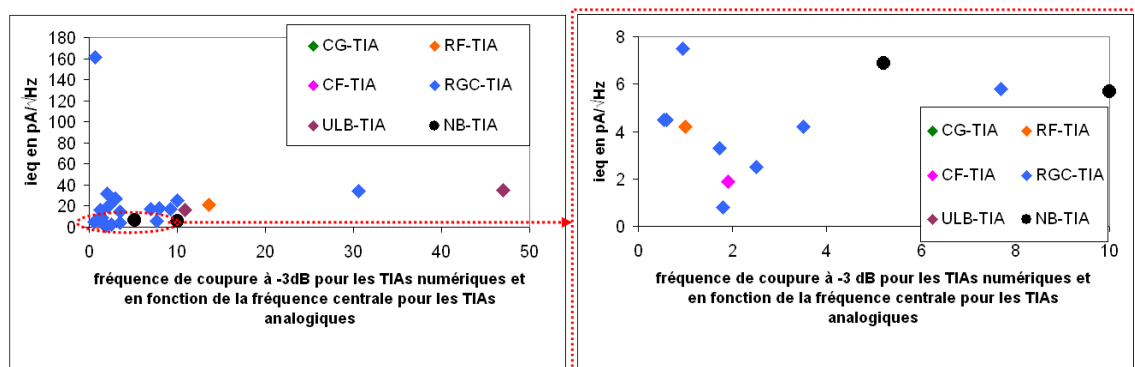 180
160
140
120
100
80
60
40
20
0
ieq en pA/√Hz
CG-TIA
RF-TIA
CF-TIA
RGC-TIA
ULB-TIA
NB-TIA
0 10 20 30 40 50
fréquence de coupure à -3dB pour les TIAs numériques et
en fonction de la fréquence centrale pour les TIAs
analogiques
8
6
4
2
0
ieq en pA/√Hz
CG-TIA
RF-TIA
CF-TIA
RGC-TIA
ULB-TIA
NB-TIA
0 2 4 6 8 10
fréquence de coupure à -3 dB pour les TIAs numériques et
en fonction de la fréquence centrale pour les TIAs
analogiques